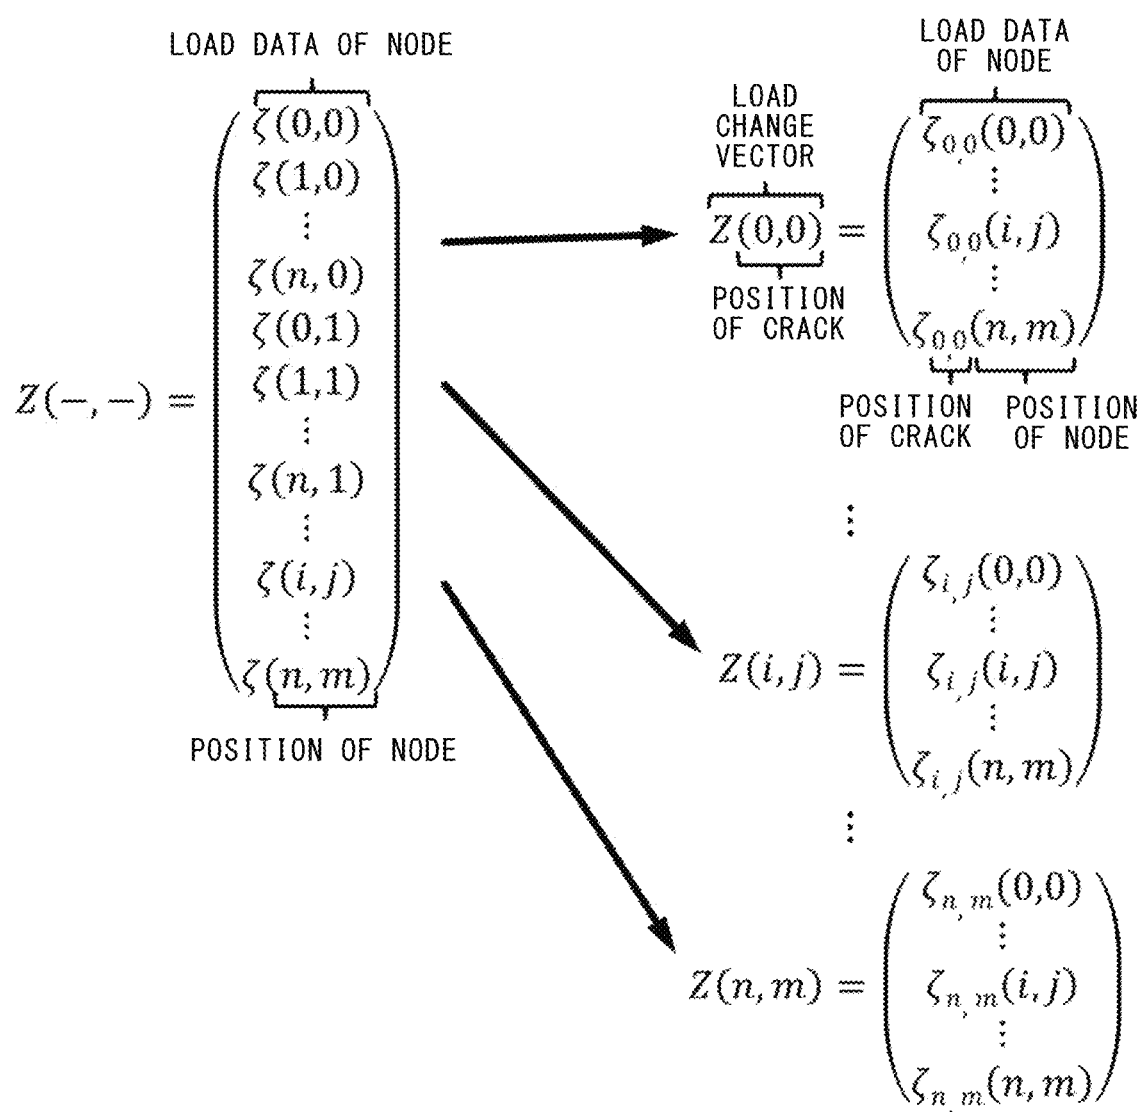 LOAD DATA OF NODE
ζ(0,0)
ζ(1,0)
⋮
ζ(n, 0)
ζ(0,1)
Z(−,−) = ζ(1,1)
⋮
ζ(n, 1)
⋮
ζ(i,j)
⋮
ζ(n, m)
POSITION OF NODE
LOAD DATA
OF NODE
LOAD
CHANGE
VECTOR
ζ0,0(0,0)
⋮
Z(0,0) = ζ0,0(i,j)
⋮
ζ0,0(n, m)
POSITION
OF CRACK
POSITION
OF CRACK
POSITION
OF NODE
⋮
ζi,j(0,0)
⋮
Z(i,j) = ζi,j(i,j)
⋮
ζi,j(n, m)
⋮
ζn,m(0,0)
⋮
Z(n,m) = ζn,m(i,j)
⋮
ζn,m(n, m)